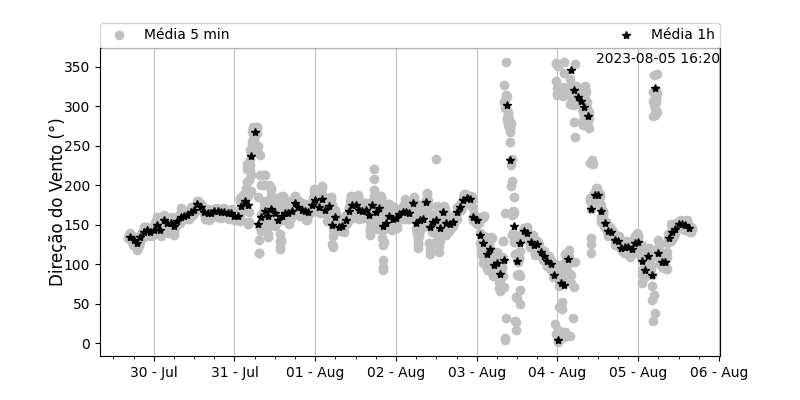 Média 5 min
Média 1h
2023-08-05 16:20
Direção do Vento (°)
350
300
250
200
150
100
50
0
30 - Jul
31 - Jul
01 - Aug
02 - Aug
03 - Aug
04 - Aug
05 - Aug
06 - Aug